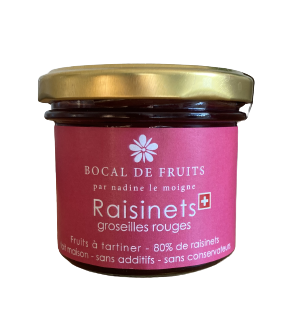 BOCAL DE FRUITS
par nadine le moigne
Raisinets
groseilles rouges
Fruits à tartiner - 80% de raisinets
maison - sans additifs - sans conservateurs